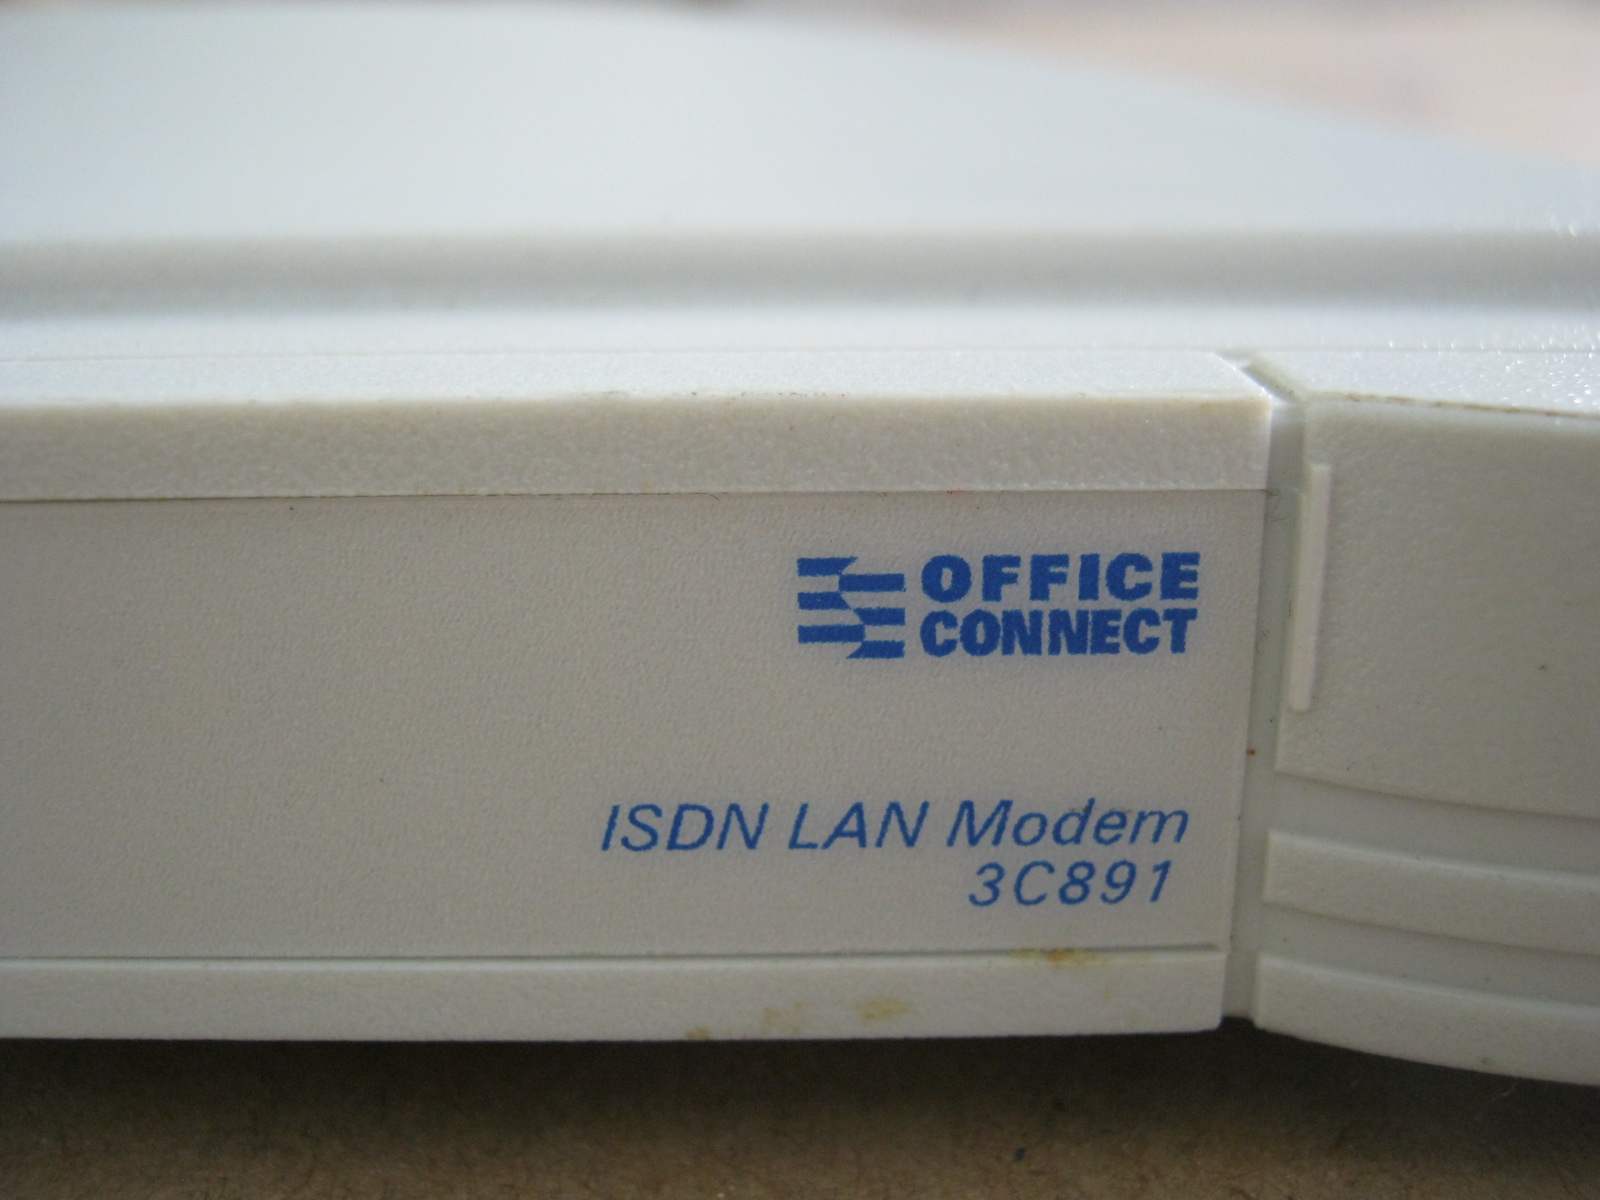 OFFICE
CONNECT
ISDN LAN Modem
3C891